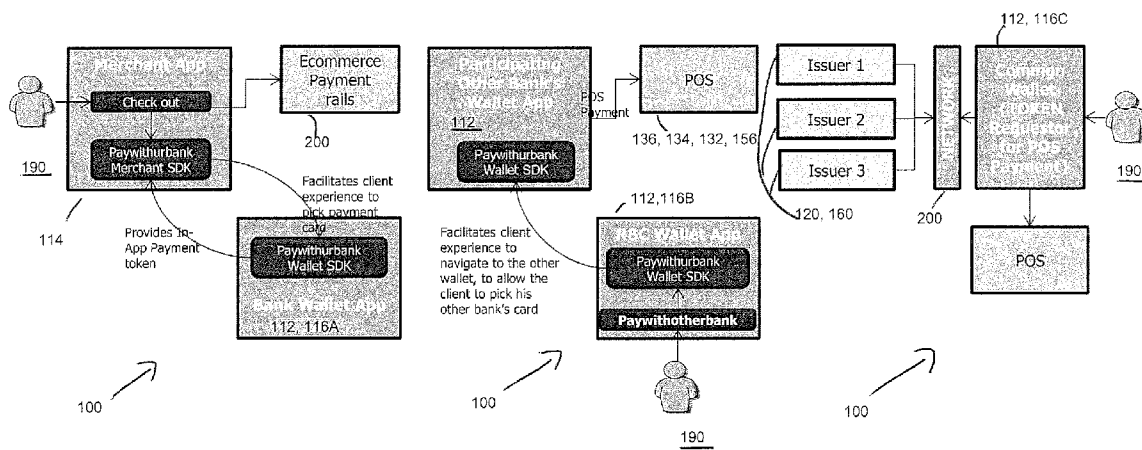 Merchant App
Check out
Paywithurbank
Merchant SDK
190
114
Ecommerce
Payment
rails
200
Facilitates client
experience to
pick payment
card
Provides In-
App Payment
token
Paywithurbank
Wallet SDK
Bank Wallet App
112, 116A
100
Participating
Other Bank's
Wallet App
112
Paywithurbank
Wallet SDK
POS
Payment
POS
136, 134, 132, 156
112,116B
Wallet App
Paywithurbank
Wallet SDK
Paywithotherbank
Facilitates client
experience to
navigate to the other
wallet, to allow the
client to pick his
other bank's card
100
190
Issuer 1
Issuer 2
Issuer 3
120, 160
NETWORK
200
112, 116C
Common
Wallet
(TOKEN
Requestor
for POS
Payment)
190
POS
100